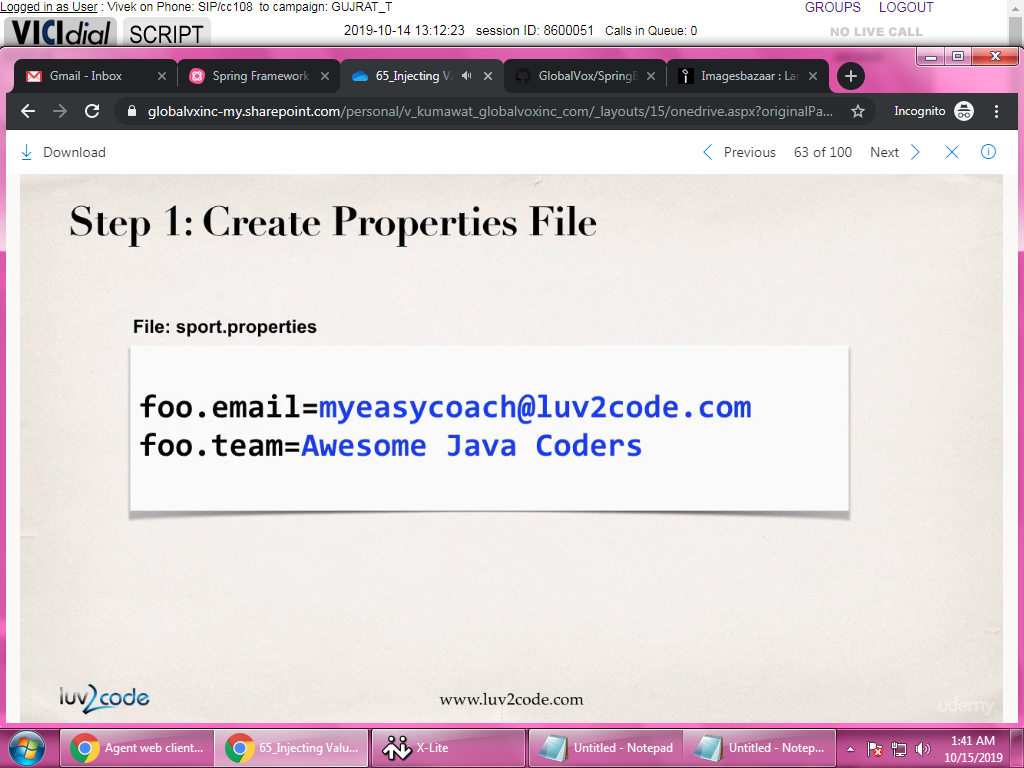 Logged in as User : Vivek on Phone: SIP/cc108 to campaign: GUJRAT_T
GROUPS LOGOUT
VICIdial SCRIPT 2019-10-14 13:12:23 session ID: 8600051 Calls in Queue: 0 NO LIVE CALL
Gmail - Inbox Spring Framework 65_Injecting Va GlobalVox/SpringB Imagesbazaar : Lar
globalvxinc-my.sharepoint.com/personal/v_kumawat_globalvoxinc_com/_layouts/15/onedrive.aspx?originalPa... Incognito
Download Previous 63 of 100 Next
Step 1: Create Properties File
File: sport.properties
foo.email=myeasycoach@luv2code.com
foo.team=Awesome Java Coders
luv2code www.luv2code.com udemy
Agent web client... 65_Injecting Valu... X-Lite Untitled - Notepad Untitled - Notep... 1:41 AM
10/15/2019